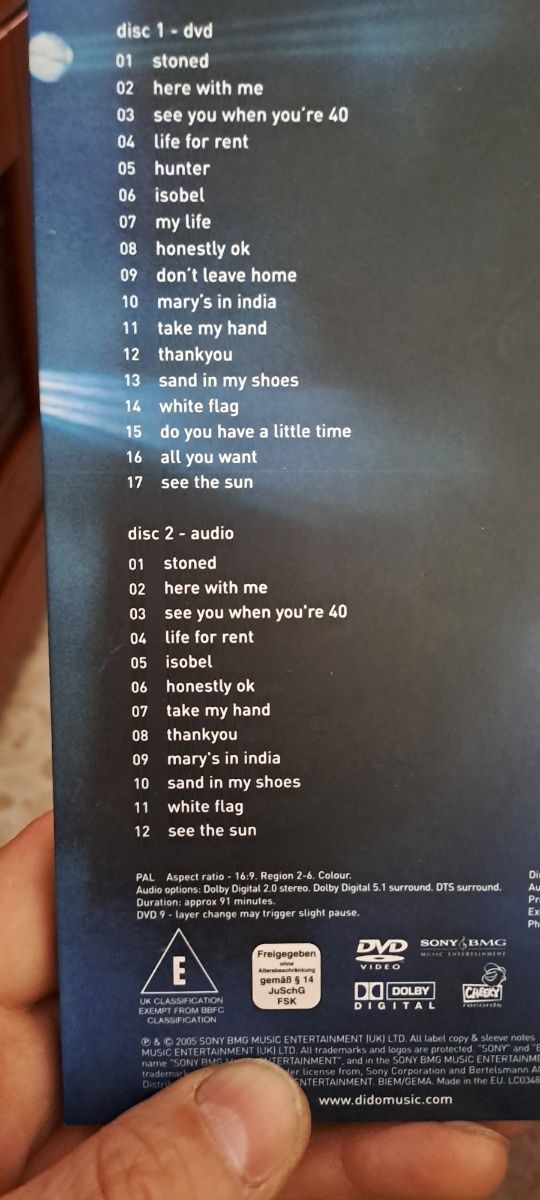 disc 1 - dvd
01 stoned
02 here with me
03 see you when you're 40
04 life for rent
05 hunter
06 isobel
07 my life
08 honestly ok
09 don't leave home
10 mary's in india
11 take my hand
12 thankyou
13 sand in my shoes
14 white flag
15 do you have a little time
16 all you want
17 see the sun
disc 2 - audio
01 stoned
02 here with me
03 see you when you're 40
04 life for rent
05 isobel
06 honestly ok
07 take my hand
08 thankyou
09 mary's in india
10 sand in my shoes
11 white flag
12 see the sun
PAL Aspect ratio - 16:9. Region 2-6. Colour.
Audio options: Dolby Digital 2.0 stereo. Dolby Digital 5.1 surround. DTS surround.
Duration: approx 91 minutes.
DVD 9 - layer change may trigger slight pause.
E
UK CLASSIFICATION
EXEMPT FROM BBFC
CLASSIFICATION
Freigegeben
ohne
Altersbeschränkung
gemäß § 14
JuSchG
FSK
DVD
VIDEO
SONY BMG
MUSIC ENTERTAINMENT
DOLBY
DIGITAL
CHEEKY
records
℗ & © 2005 SONY BMG MUSIC ENTERTAINMENT (UK) LTD. All label copy & sleeve notes
MUSIC ENTERTAINMENT (UK) LTD. All trademarks and logos are protected. "SONY" and
name "SONY BMG MUSIC ENTERTAINMENT", and in the SONY BMG MUSIC
license from, Sony Corporation and Bertelsmann
ENTERTAINMENT. BIEM/GEMA. Made in the EU.
www.didomusic.com